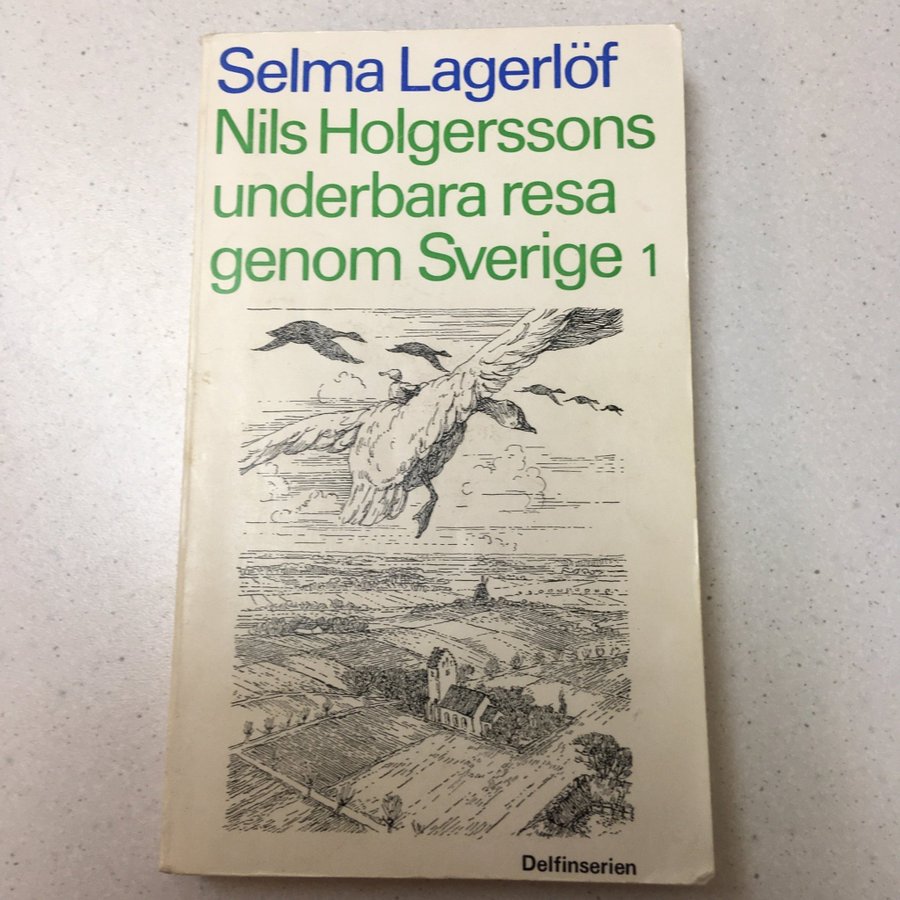 Selma Lagerlöf
Nils Holgerssons
underbara resa
genom Sverige 1
Delfinserien